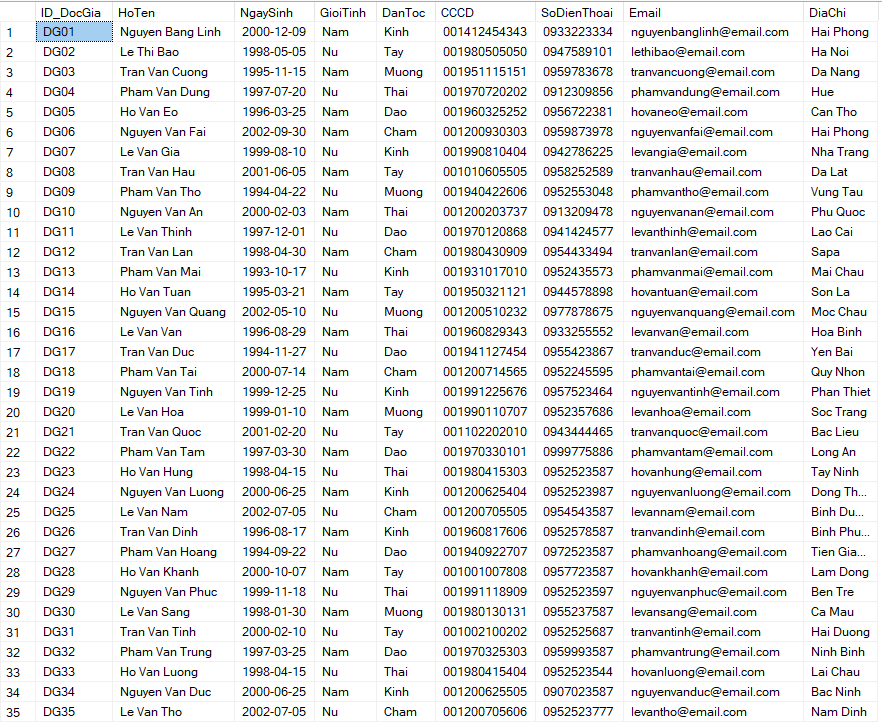 ID_DocGia HoTen NgaySinh GioiTinh DanToc CCCD SoDienThoai Email DiaChi
1 DG01 Nguyen Bang Linh 2000-12-09 Nam Kinh 001412454343 0933223334 nguyenbanglinh@email.com Hai Phong
2 DG02 Le Thi Bao 1998-05-05 Nu Tay 001980505050 0947589101 lethibao@email.com Ha Noi
3 DG03 Tran Van Cuong 1995-11-15 Nam Muong 001951115151 0959783678 tranvancuong@email.com Da Nang
4 DG04 Pham Van Dung 1997-07-20 Nu Thai 001970720202 0912309856 phamvandung@email.com Hue
5 DG05 Ho Van Eo 1996-03-25 Nam Dao 001960325252 0956722381 hovaneo@email.com Can Tho
6 DG06 Nguyen Van Fai 2002-09-30 Nam Cham 001200930303 0959873978 nguyenvanfai@email.com Hai Phong
7 DG07 Le Van Gia 1999-08-10 Nu Kinh 001990810404 0942786225 levangia@email.com Nha Trang
8 DG08 Tran Van Hau 2001-06-05 Nam Tay 001010605505 0958252589 tranvanhau@email.com Da Lat
9 DG09 Pham Van Tho 1994-04-22 Nu Muong 001940422606 0952553048 phamvantho@email.com Vung Tau
10 DG10 Nguyen Van An 2000-02-03 Nam Thai 001200203737 0913209478 nguyenvanan@email.com Phu Quoc
11 DG11 Le Van Thinh 1997-12-01 Nu Dao 001970120868 0941424577 levanthinh@email.com Lao Cai
12 DG12 Tran Van Lan 1998-04-30 Nam Cham 001980430909 0954433494 tranvanlan@email.com Sapa
13 DG13 Pham Van Mai 1993-10-17 Nu Kinh 001931017010 0952435573 phamvanmai@email.com Mai Chau
14 DG14 Ho Van Tuan 1995-03-21 Nam Tay 001950321121 0944578898 hovantuan@email.com Son La
15 DG15 Nguyen Van Quang 2002-05-10 Nu Muong 001200510232 0977878675 nguyenvanquang@email.com Moc Chau
16 DG16 Le Van Van 1996-08-29 Nam Thai 001960829343 0933255552 levanvan@email.com Hoa Binh
17 DG17 Tran Van Duc 1994-11-27 Nu Dao 001941127454 0955423867 tranvanduc@email.com Yen Bai
18 DG18 Pham Van Tai 2000-07-14 Nam Cham 001200714565 0952245595 phamvantai@email.com Quy Nhon
19 DG19 Nguyen Van Tinh 1999-12-25 Nu Kinh 001991225676 0957523464 nguyenvantinh@email.com Phan Thiet
20 DG20 Le Van Hoa 1999-01-10 Nam Muong 001990110707 0952357686 levanhoa@email.com Soc Trang
21 DG21 Tran Van Quoc 2001-02-20 Nu Tay 001102202010 0943444465 tranvanquoc@email.com Bac Lieu
22 DG22 Pham Van Tam 1997-03-30 Nam Dao 001970330101 0999775886 phamvantam@email.com Long An
23 DG23 Ho Van Hung 1998-04-15 Nu Thai 001980415303 0952523587 hovanhung@email.com Tay Ninh
24 DG24 Nguyen Van Luong 2000-06-25 Nam Kinh 001200625404 0952523987 nguyenvanluong@email.com Dong Th...
25 DG25 Le Van Nam 2002-07-05 Nu Cham 001200705505 0954543587 levannam@email.com Binh Du...
26 DG26 Tran Van Dinh 1996-08-17 Nam Kinh 001960817606 0952578587 tranvandinh@email.com Binh Phu...
27 DG27 Pham Van Hoang 1994-09-22 Nu Dao 001940922707 0972523587 phamvanhoang@email.com Tien Gia...
28 DG28 Ho Van Khanh 2000-10-07 Nam Tay 001001007808 0957723587 hovankhanh@email.com Lam Dong
29 DG29 Nguyen Van Phuc 1999-11-18 Nu Thai 001991118909 0952523597 nguyenvanphuc@email.com Ben Tre
30 DG30 Le Van Sang 1998-01-30 Nam Muong 001980130131 0955237587 levansang@email.com Ca Mau
31 DG31 Tran Van Tinh 2000-02-10 Nu Tay 001002100202 0952525687 tranvantinh@email.com Hai Duong
32 DG32 Pham Van Trung 1997-03-25 Nam Dao 001970325303 0959993587 phamvantrung@email.com Ninh Binh
33 DG33 Ho Van Luong 1998-04-15 Nu Thai 001980415404 0952523544 hovanluong@email.com Lai Chau
34 DG34 Nguyen Van Duc 2000-06-25 Nam Kinh 001200625505 0907023587 nguyenvanduc@email.com Bac Ninh
35 DG35 Le Van Tho 2002-07-05 Nu Cham 001200705606 0952523777 levantho@email.com Nam Dinh